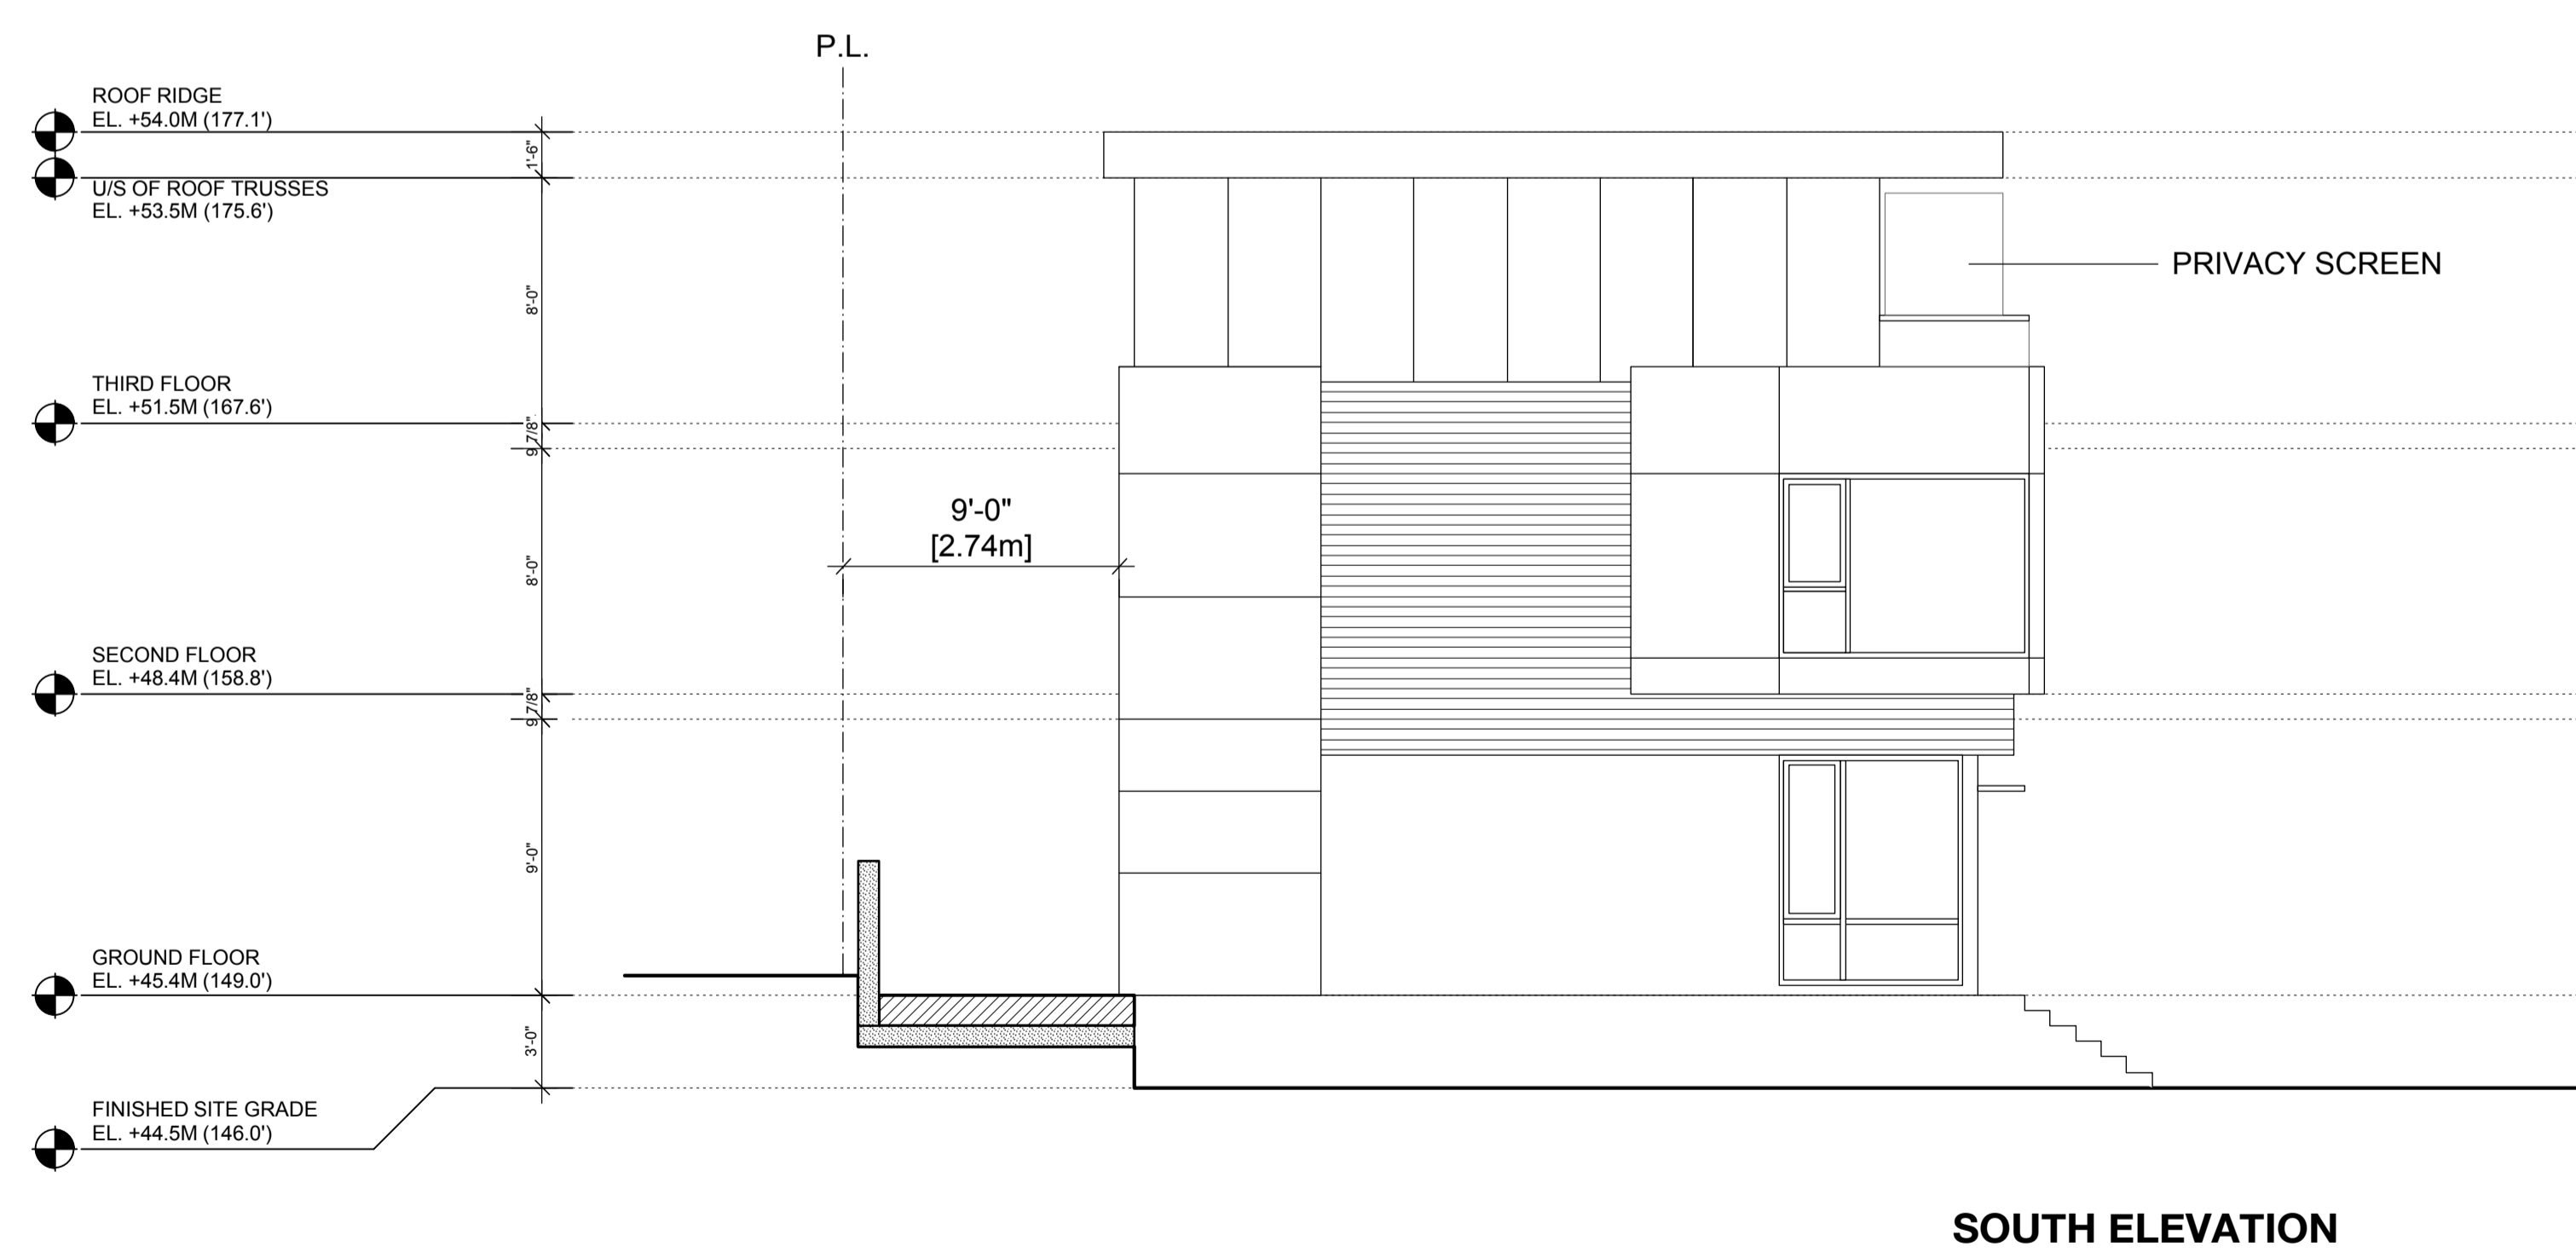 P.L.
ROOF RIDGE
EL. +54.0M (177.1')
1'-6"
U/S OF ROOF TRUSSES
EL. +53.5M (175.6')
PRIVACY SCREEN
8'-0"
THIRD FLOOR
EL. +51.5M (167.6')
9 7/8"
9'-0"
[2.74m]
8'-0"
SECOND FLOOR
EL. +48.4M (158.8')
9 7/8"
9'-0"
GROUND FLOOR
EL. +45.4M (149.0')
3'-0"
FINISHED SITE GRADE
EL. +44.5M (146.0')
SOUTH ELEVATION